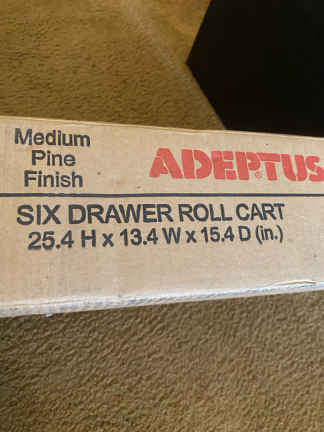 Medium
Pine
Finish
ADEPTUS®
SIX DRAWER ROLL CART
25.4 H x 13.4 W x 15.4 D (in.)